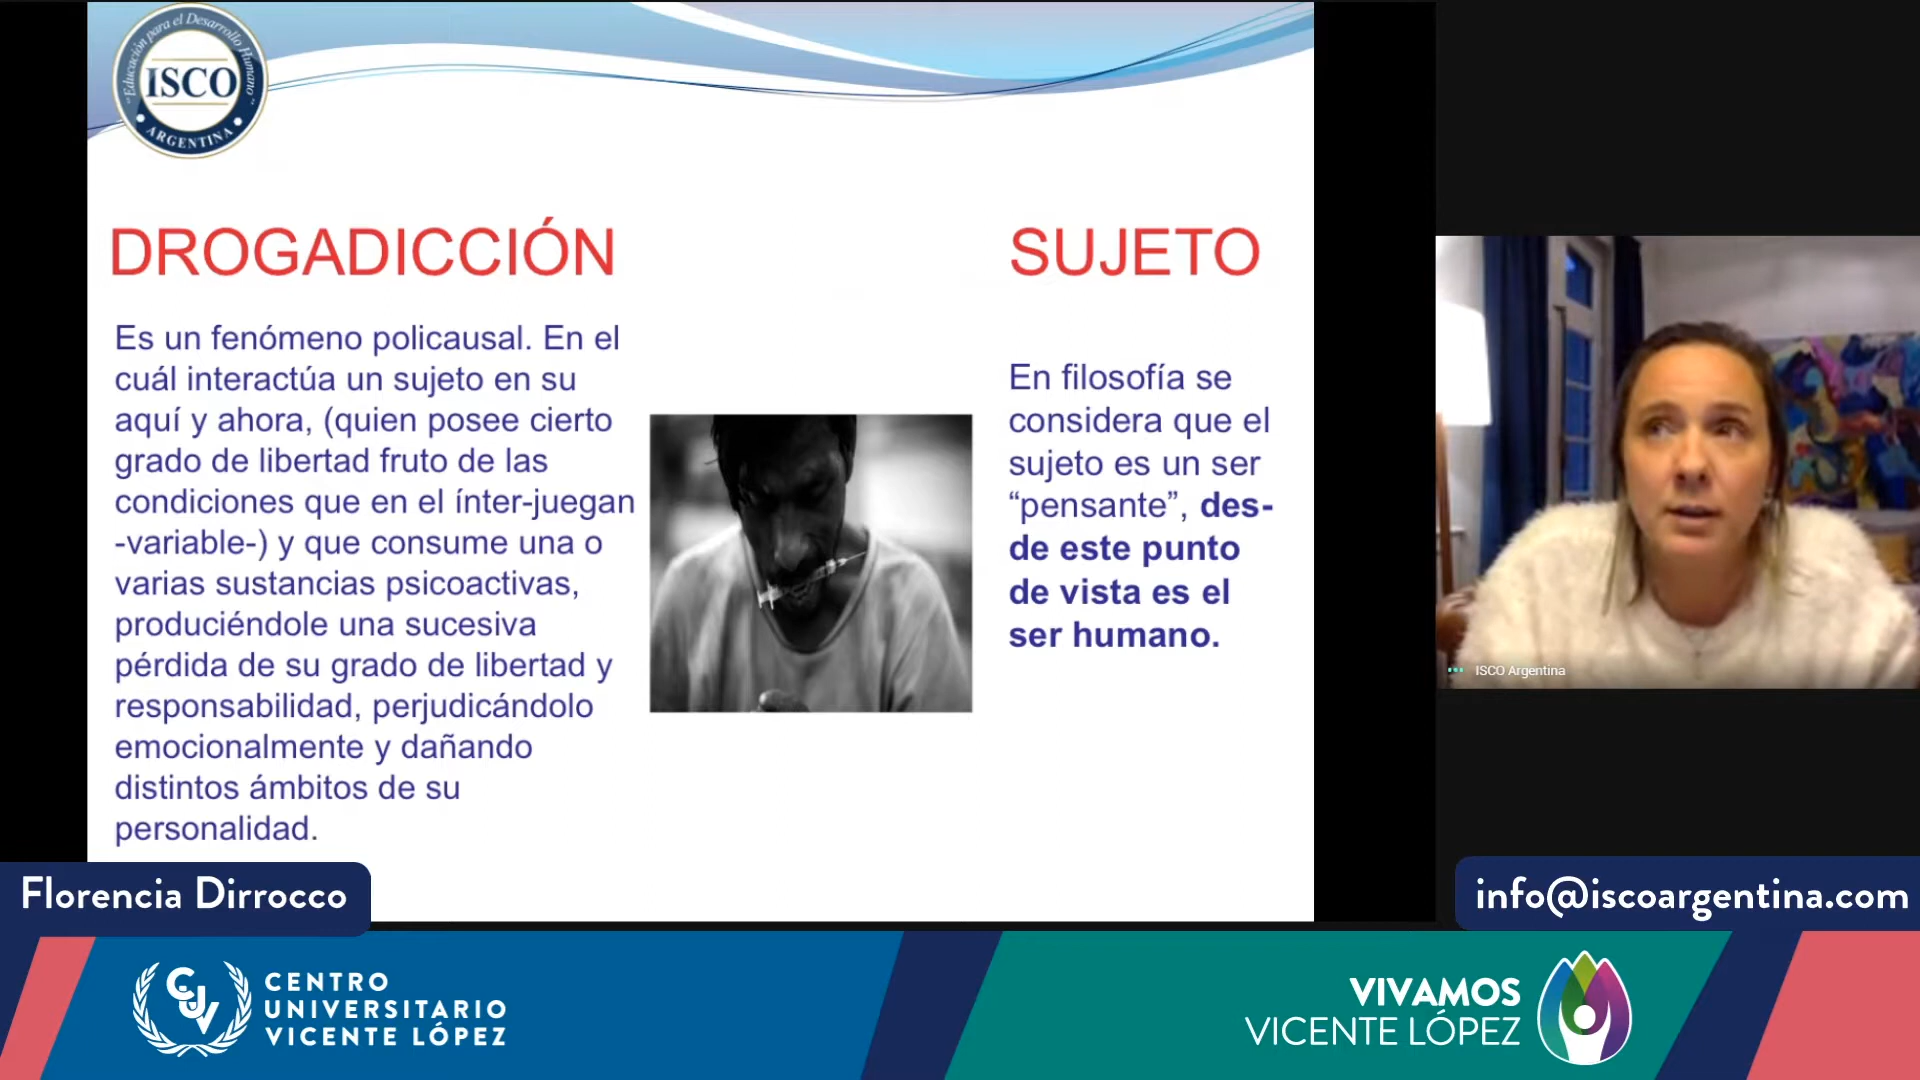 "Educación para el Desarrollo Humano"
ISCO
ARGENTINA
DROGADICCIÓN
Es un fenómeno policausal. En el
cuál interactúa un sujeto en su
aquí y ahora, (quien posee cierto
grado de libertad fruto de las
condiciones que en el ínter-juegan
-variable-) y que consume una o
varias sustancias psicoactivas,
produciéndole una sucesiva
pérdida de su grado de libertad y
responsabilidad, perjudicándolo
emocionalmente y dañando
distintos ámbitos de su
personalidad.
SUJETO
En filosofía se
considera que el
sujeto es un ser
“pensante”, des-
de este punto
de vista es el
ser humano.
ISCO Argentina
Florencia Dirrocco
info@iscoargentina.com
CUV
CENTRO
UNIVERSITARIO
VICENTE LÓPEZ
VIVAMOS
VICENTE LÓPEZ